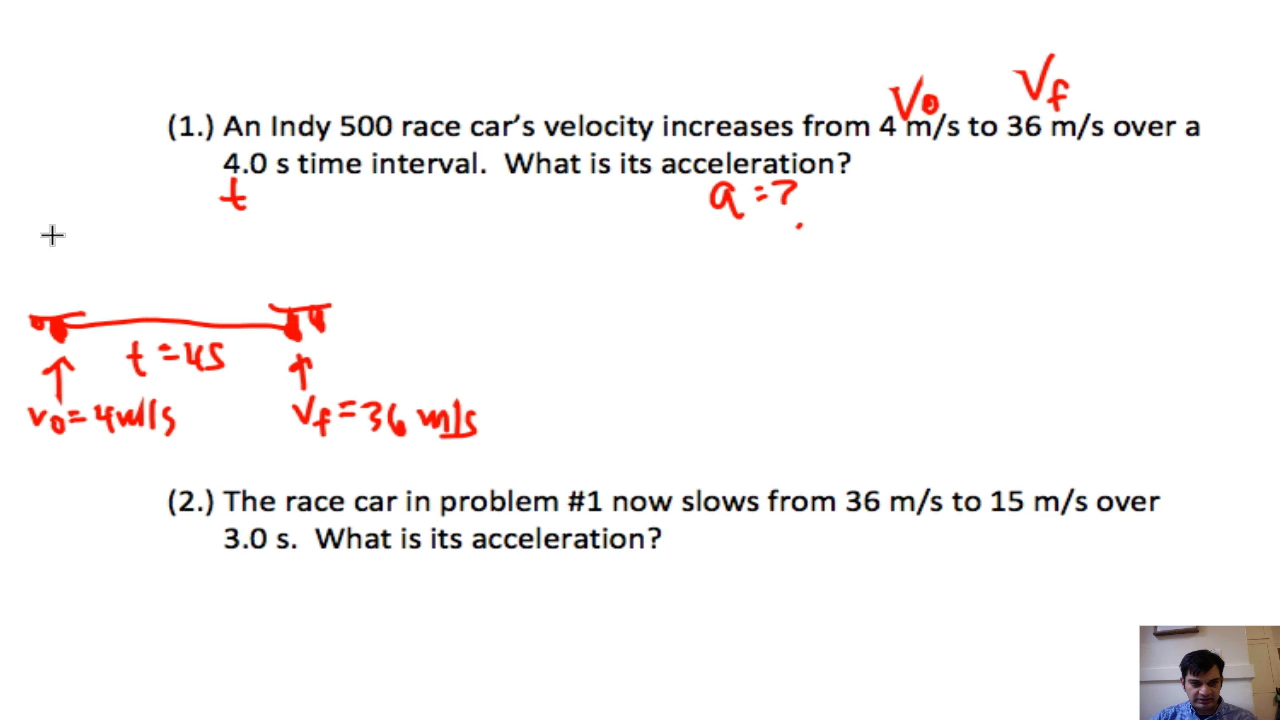 V0 Vf
(1.) An Indy 500 race car's velocity increases from 4 m/s to 36 m/s over a
4.0 s time interval. What is its acceleration?
t a = ?
t = 4s
v0 = 4m/s Vf = 36 m/s
(2.) The race car in problem #1 now slows from 36 m/s to 15 m/s over
3.0 s. What is its acceleration?